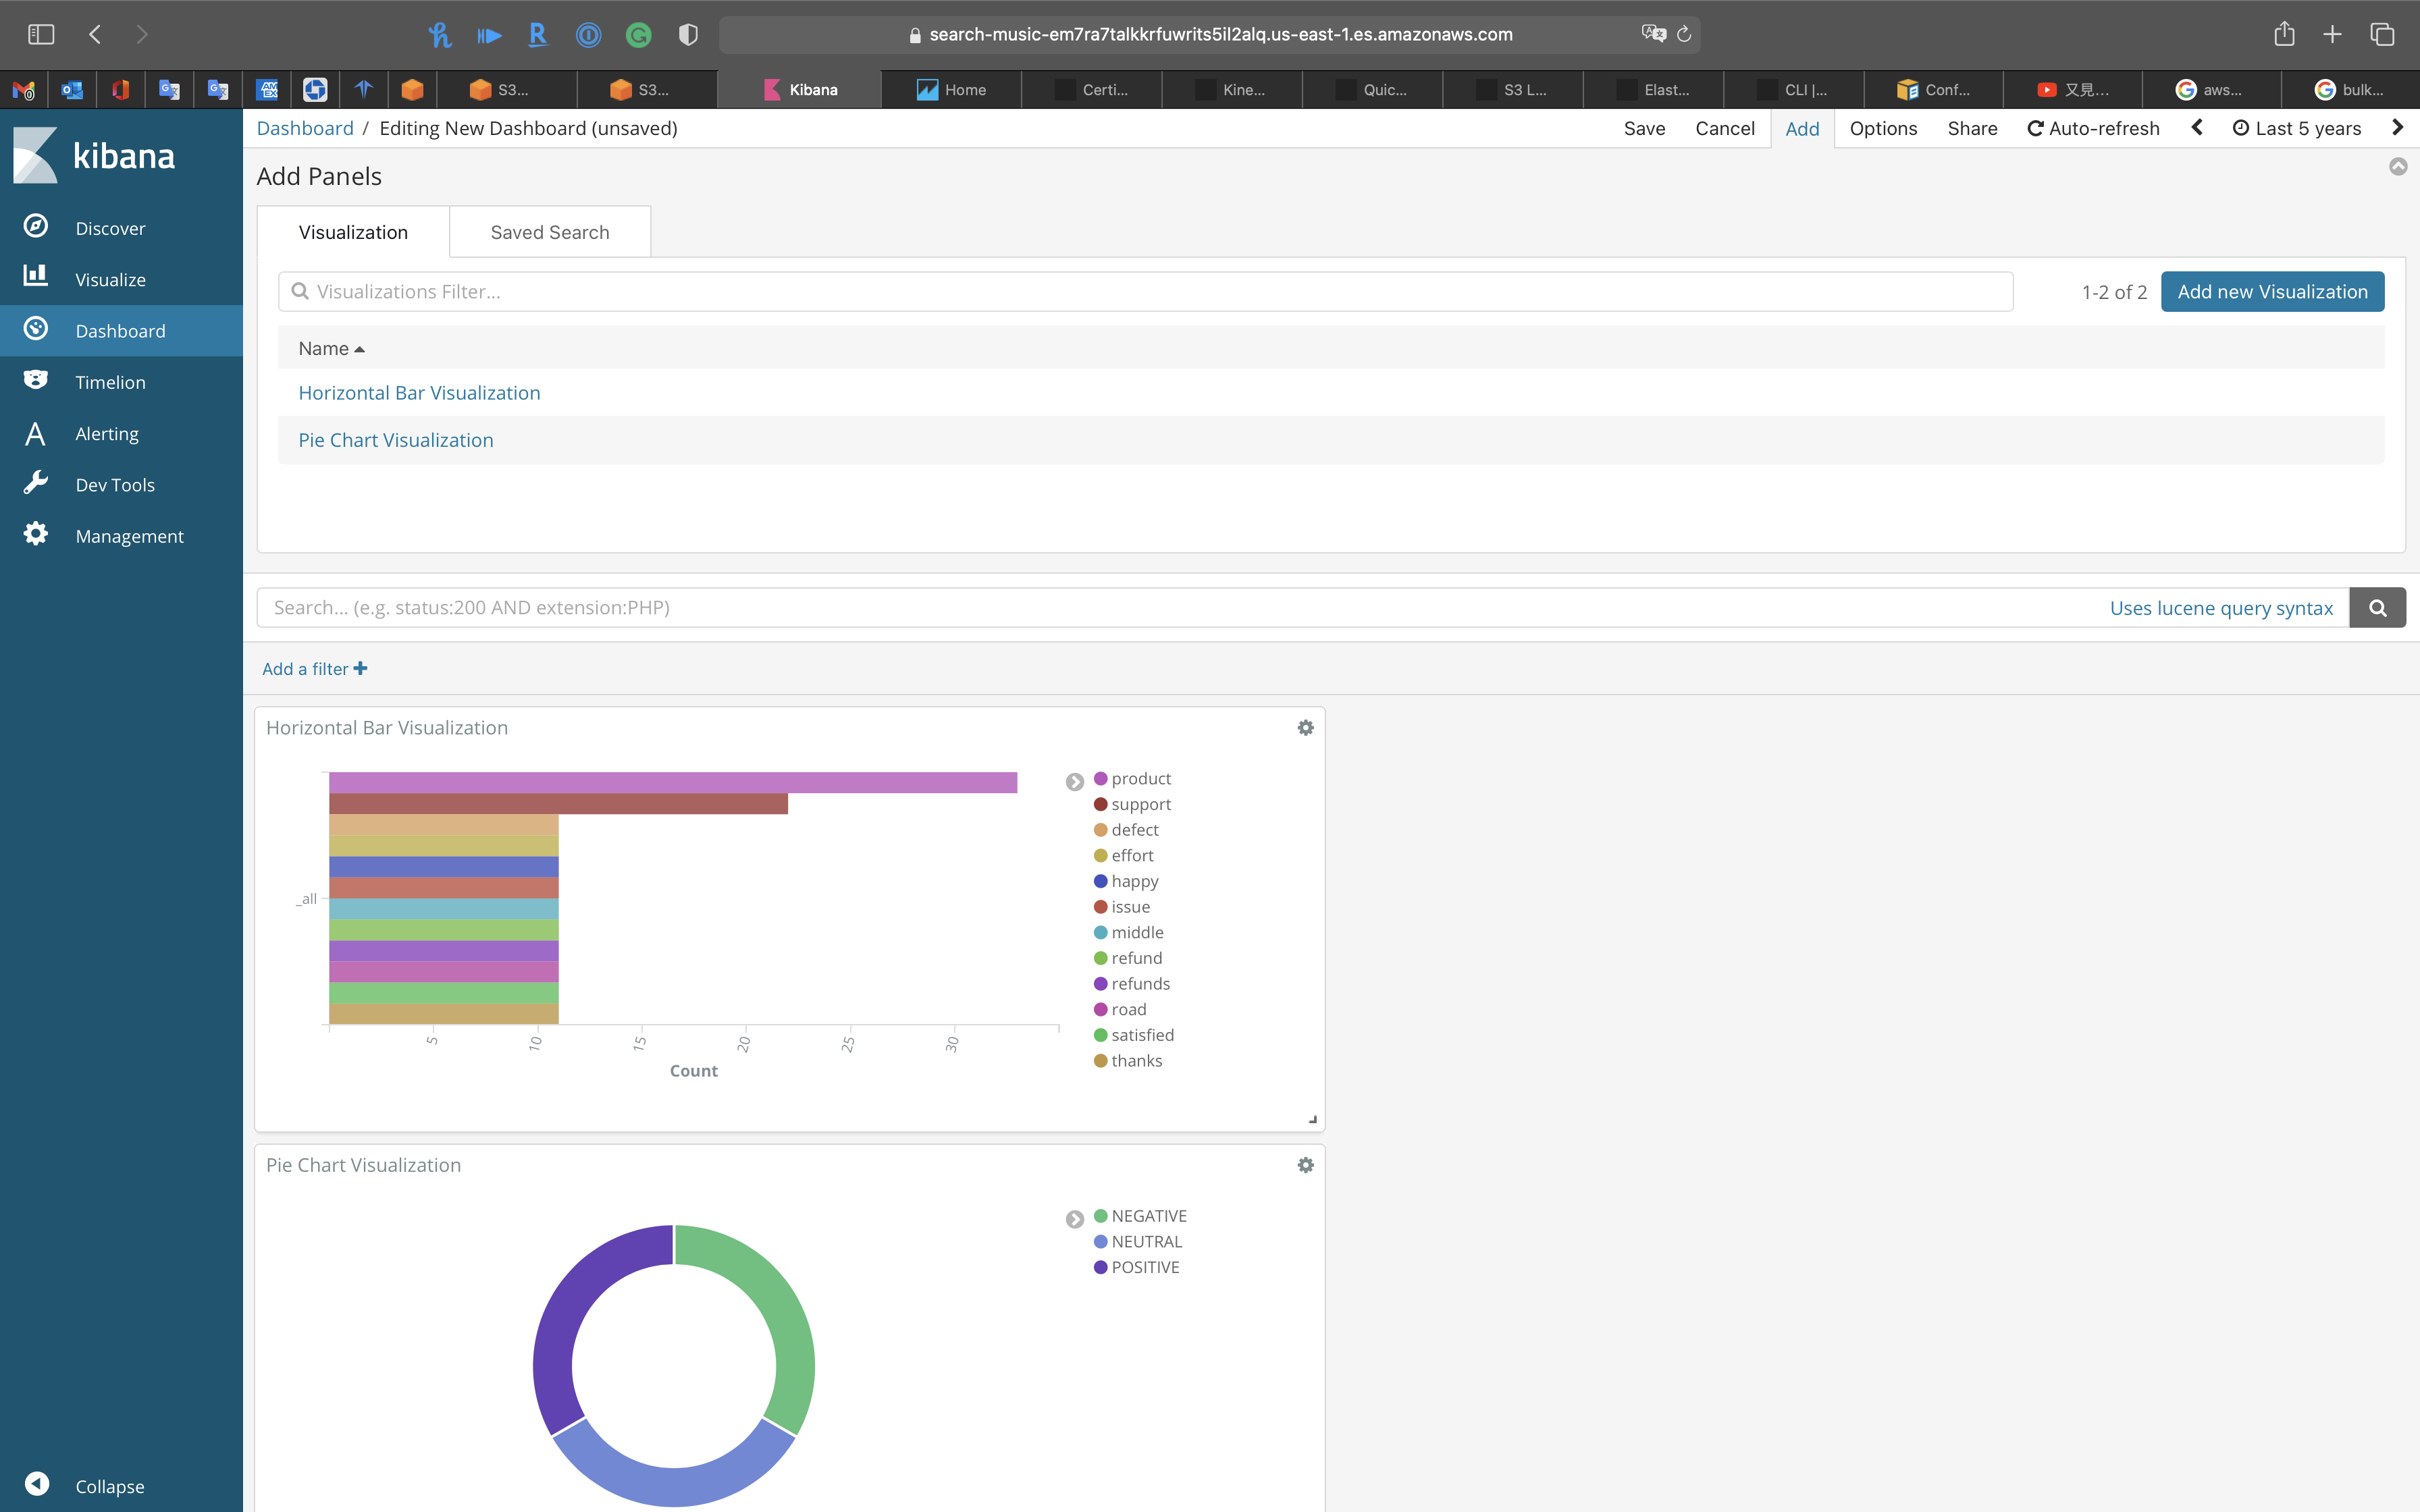 search-music-em7ra7talkkrfuwrits5il2alq.us-east-1.es.amazonaws.com
S3... S3... Kibana Home Certi... Kine... Quic... S3 L... Elast... CLI |... Conf... 又見... aws... bulk...
kibana
Discover
Visualize
Dashboard
Timelion
Alerting
Dev Tools
Management
Collapse
Dashboard / Editing New Dashboard (unsaved)
Save Cancel Add Options Share Auto-refresh Last 5 years
Add Panels
Visualization Saved Search
Visualizations Filter...
1-2 of 2
Add new Visualization
Name
Horizontal Bar Visualization
Pie Chart Visualization
Search... (e.g. status:200 AND extension:PHP)
Uses lucene query syntax
Add a filter
Horizontal Bar Visualization
_all
5 10 15 20 25 30
Count
product
support
defect
effort
happy
issue
middle
refund
refunds
road
satisfied
thanks
Pie Chart Visualization
NEGATIVE
NEUTRAL
POSITIVE